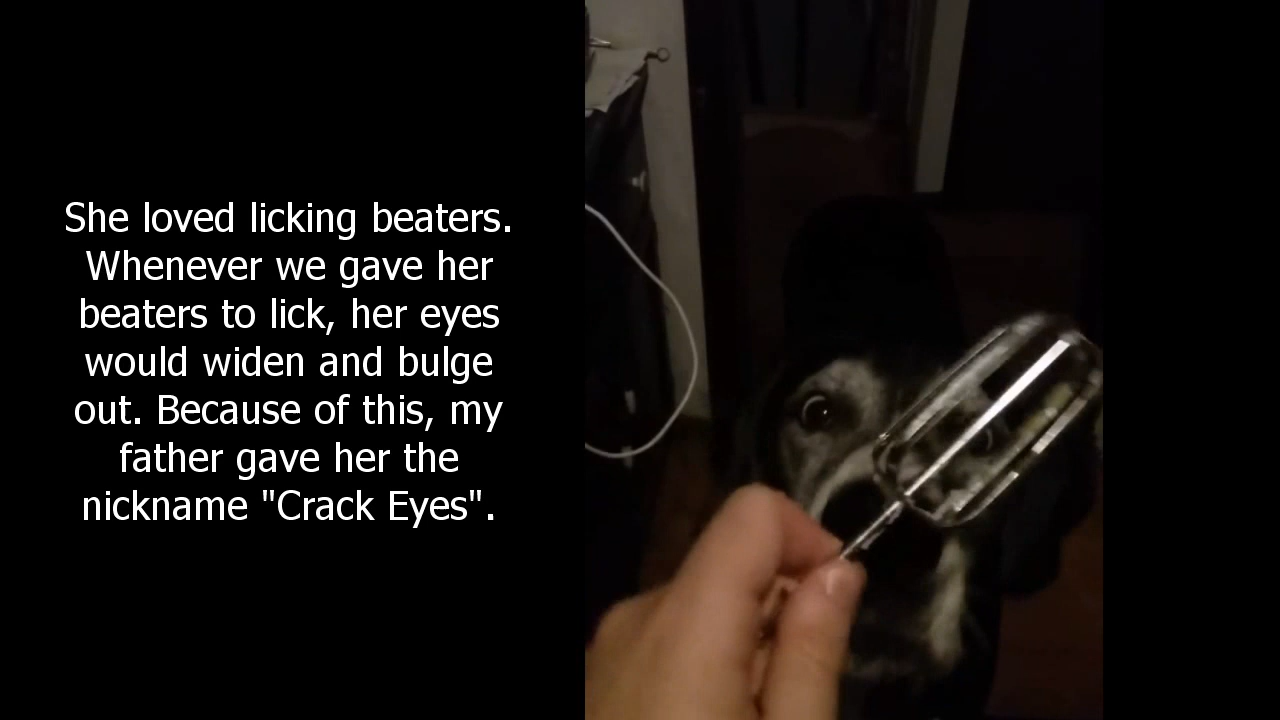 She loved licking beaters.
Whenever we gave her
beaters to lick, her eyes
would widen and bulge
out. Because of this, my
father gave her the
nickname "Crack Eyes".